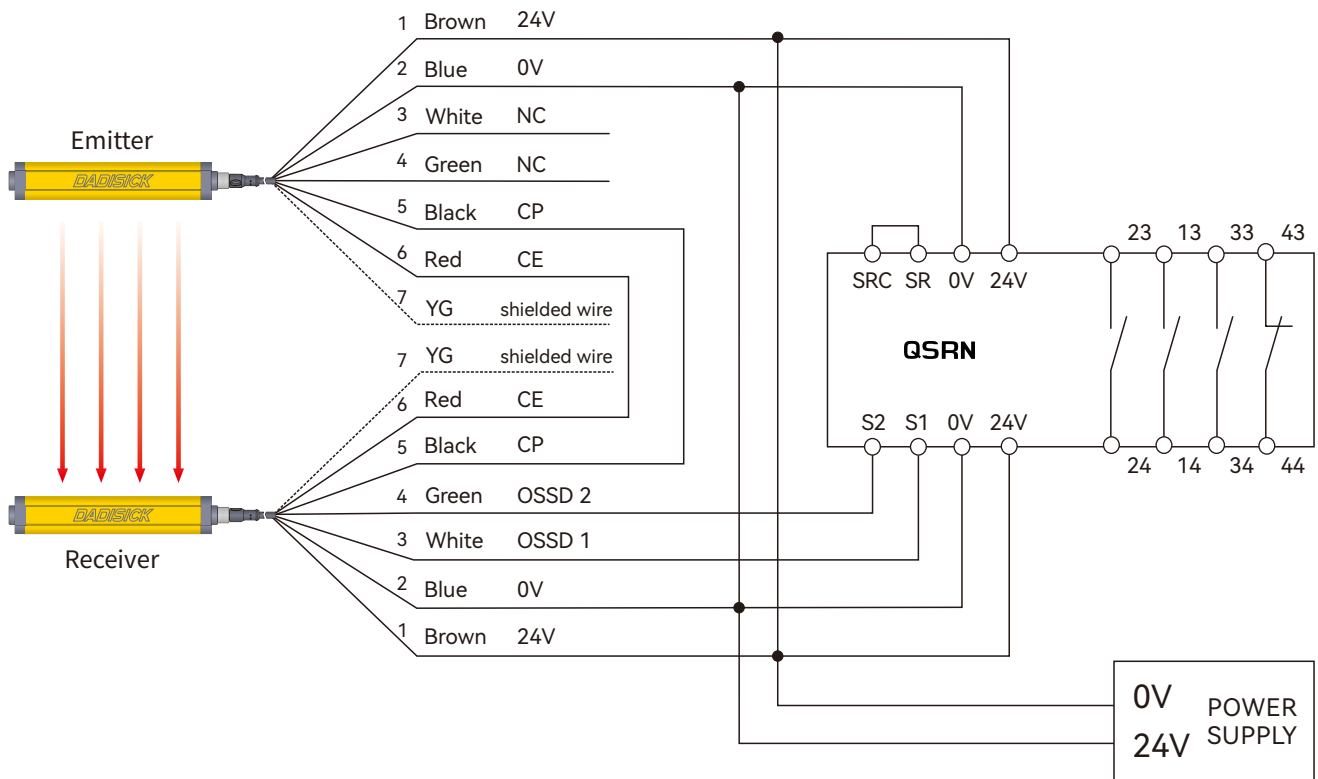 1 Brown 24V
2 Blue 0V
3 White NC
4 Green NC
5 Black CP
6 Red CE
7 YG shielded wire
Emitter
DADISICK
7 YG shielded wire
6 Red CE
5 Black CP
4 Green OSSD 2
3 White OSSD 1
2 Blue 0V
1 Brown 24V
DADISICK
Receiver
23 13 33 43
SRC SR 0V 24V
QSRN
S2 S1 0V 24V
24 14 34 44
0V
24V
POWER
SUPPLY